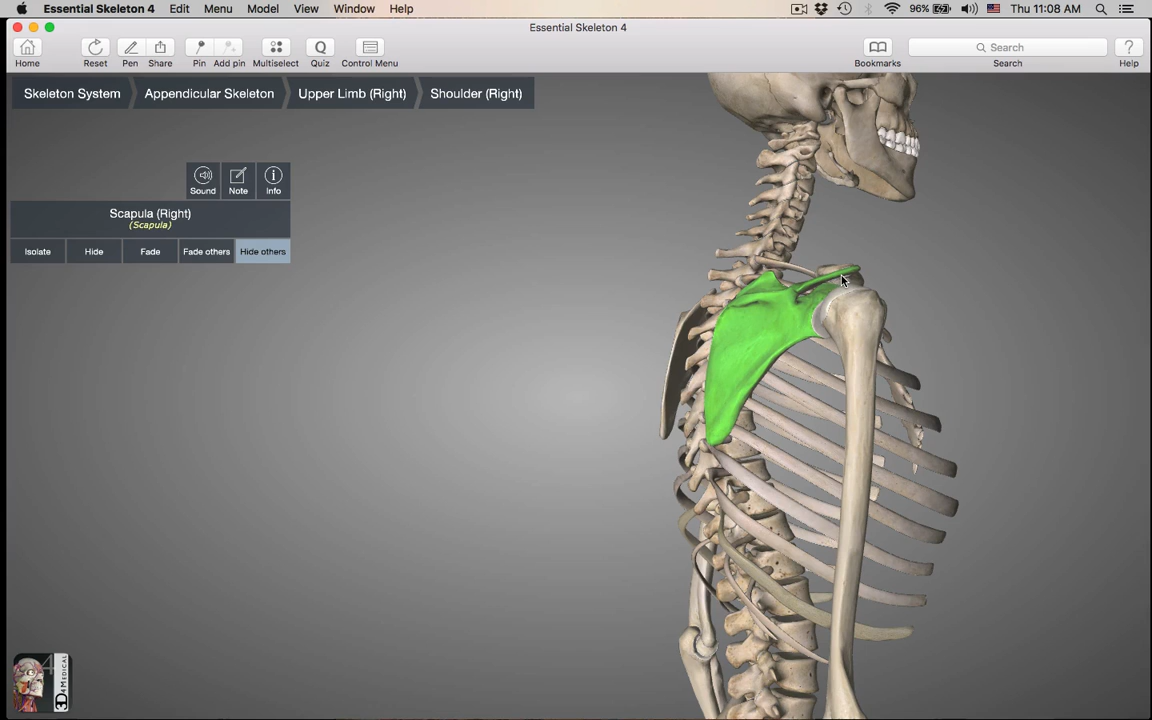 Essential Skeleton 4 Edit Menu Model View Window Help 96% Thu 11:08 AM
Essential Skeleton 4
Home Reset Pen Share Pin Add pin Multiselect Q Quiz Control Menu Bookmarks Search Search ? Help
Skeleton System Appendicular Skeleton Upper Limb (Right) Shoulder (Right)
Sound Note Info
Scapula (Right)
(Scapula)
Isolate Hide Fade Fade others Hide others
4
3D4MEDICAL